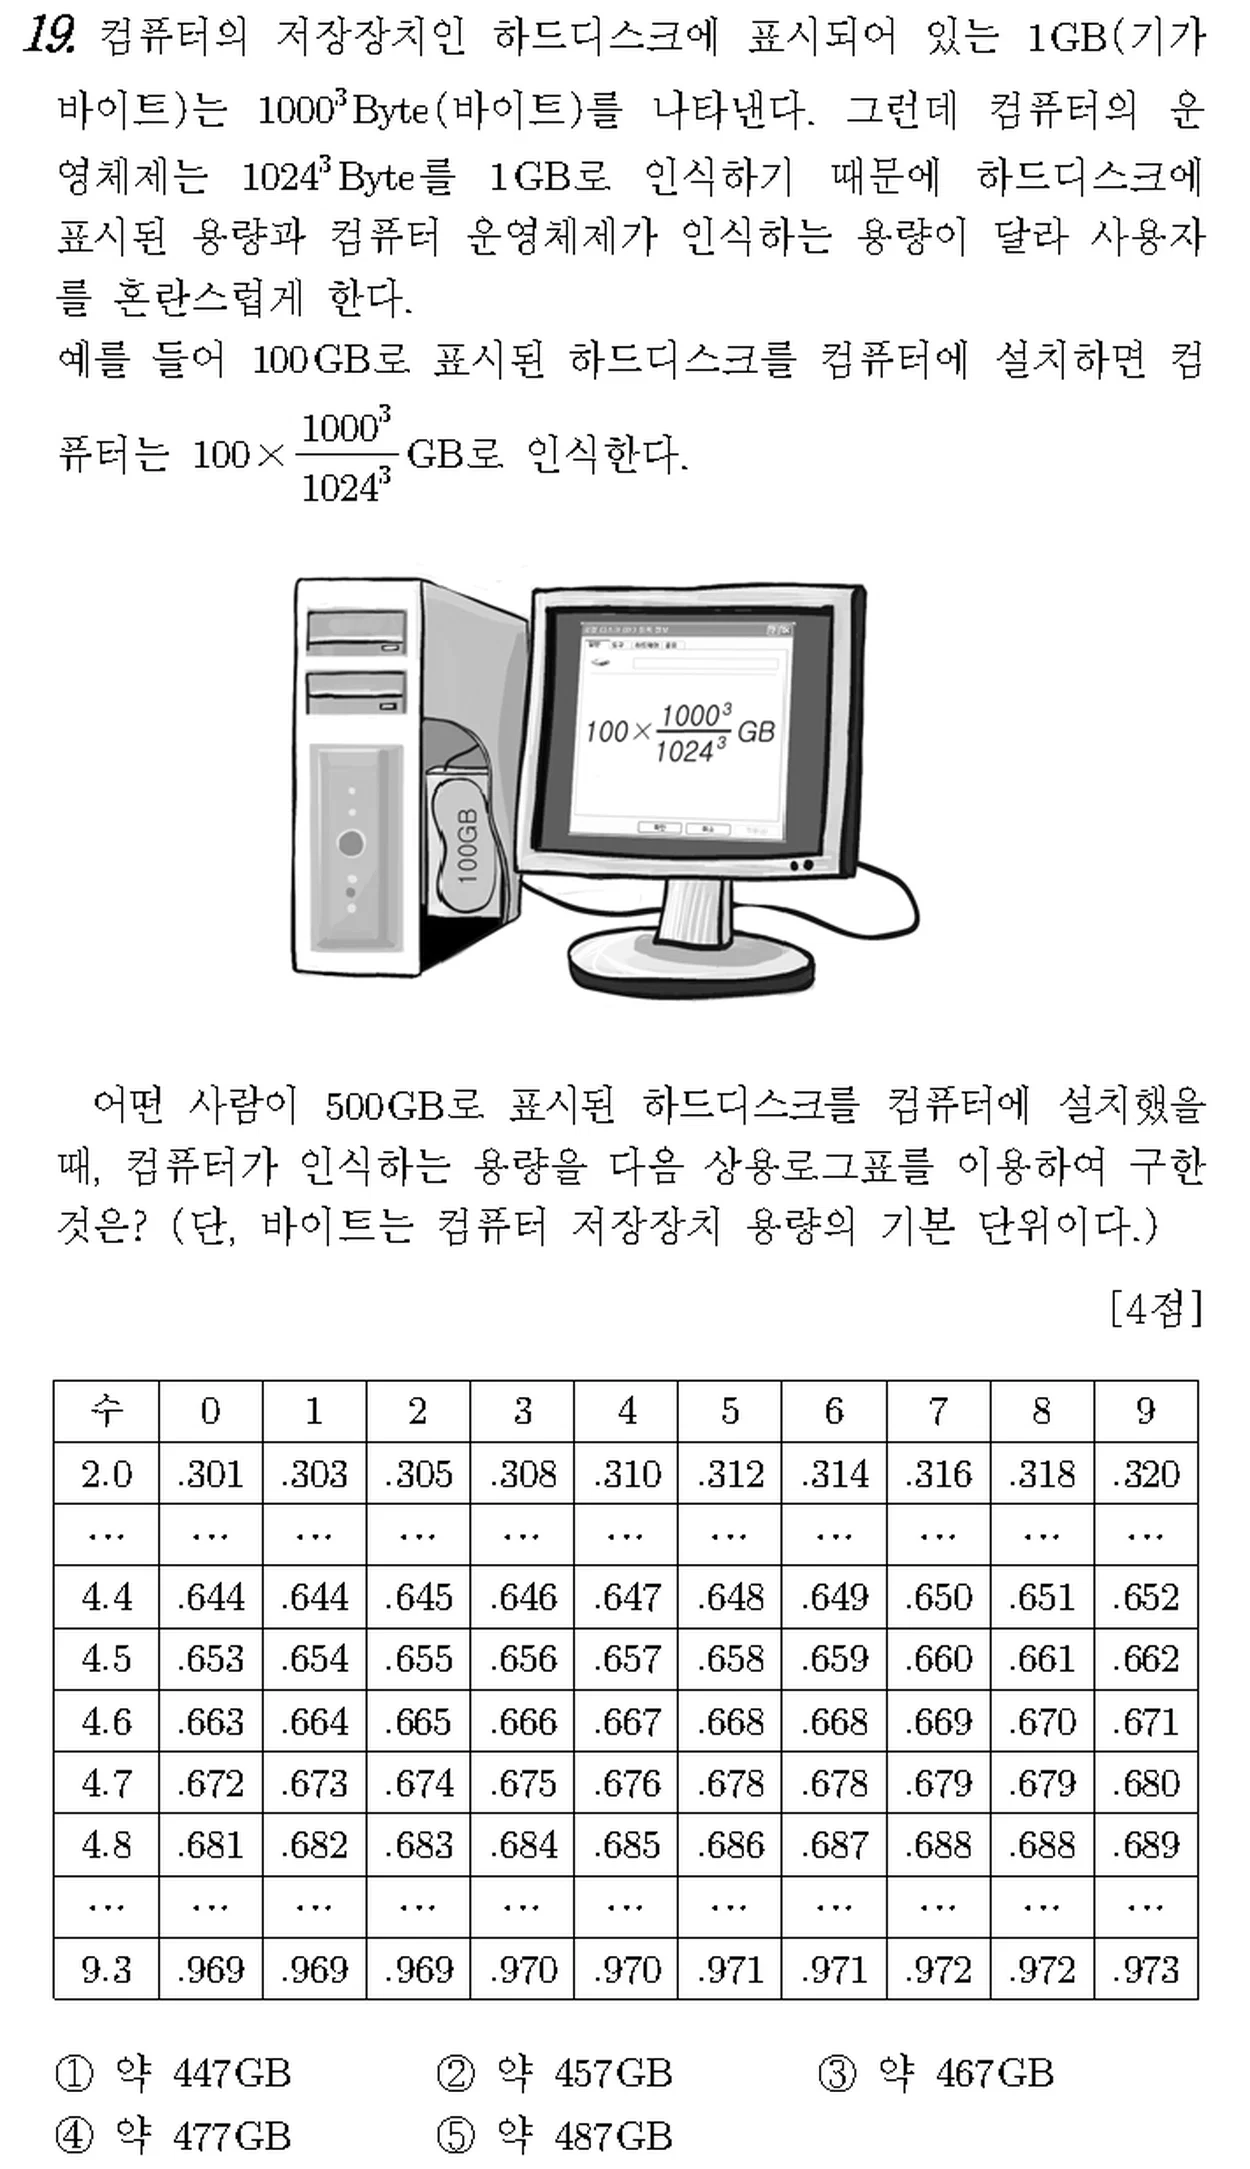 19. 컴퓨터의 저장장치인 하드디스크에 표시되어 있는 1GB(기가
바이트)는 1000³Byte(바이트)를 나타낸다. 그런데 컴퓨터의 운
영체제는 1024³Byte를 1GB로 인식하기 때문에 하드디스크에
표시된 용량과 컴퓨터 운영체제가 인식하는 용량이 달라 사용자
를 혼란스럽게 한다.
예를 들어 100GB로 표시된 하드디스크를 컴퓨터에 설치하면 컴
퓨터는 100×1000³/1024³GB로 인식한다.
100×1000³/1024³ GB
100GB
어떤 사람이 500GB로 표시된 하드디스크를 컴퓨터에 설치했을
때, 컴퓨터가 인식하는 용량을 다음 상용로그표를 이용하여 구한
것은? (단, 바이트는 컴퓨터 저장장치 용량의 기본 단위이다.)
[4점]
수 0 1 2 3 4 5 6 7 8 9
2.0 .301 .303 .305 .308 .310 .312 .314 .316 .318 .320
… … … … … … … … … … …
4.4 .644 .644 .645 .646 .647 .648 .649 .650 .651 .652
4.5 .653 .654 .655 .656 .657 .658 .659 .660 .661 .662
4.6 .663 .664 .665 .666 .667 .668 .668 .669 .670 .671
4.7 .672 .673 .674 .675 .676 .678 .678 .679 .679 .680
4.8 .681 .682 .683 .684 .685 .686 .687 .688 .688 .689
… … … … … … … … … … …
9.3 .969 .969 .969 .970 .970 .971 .971 .972 .972 .973
① 약 447GB ② 약 457GB ③ 약 467GB
④ 약 477GB ⑤ 약 487GB